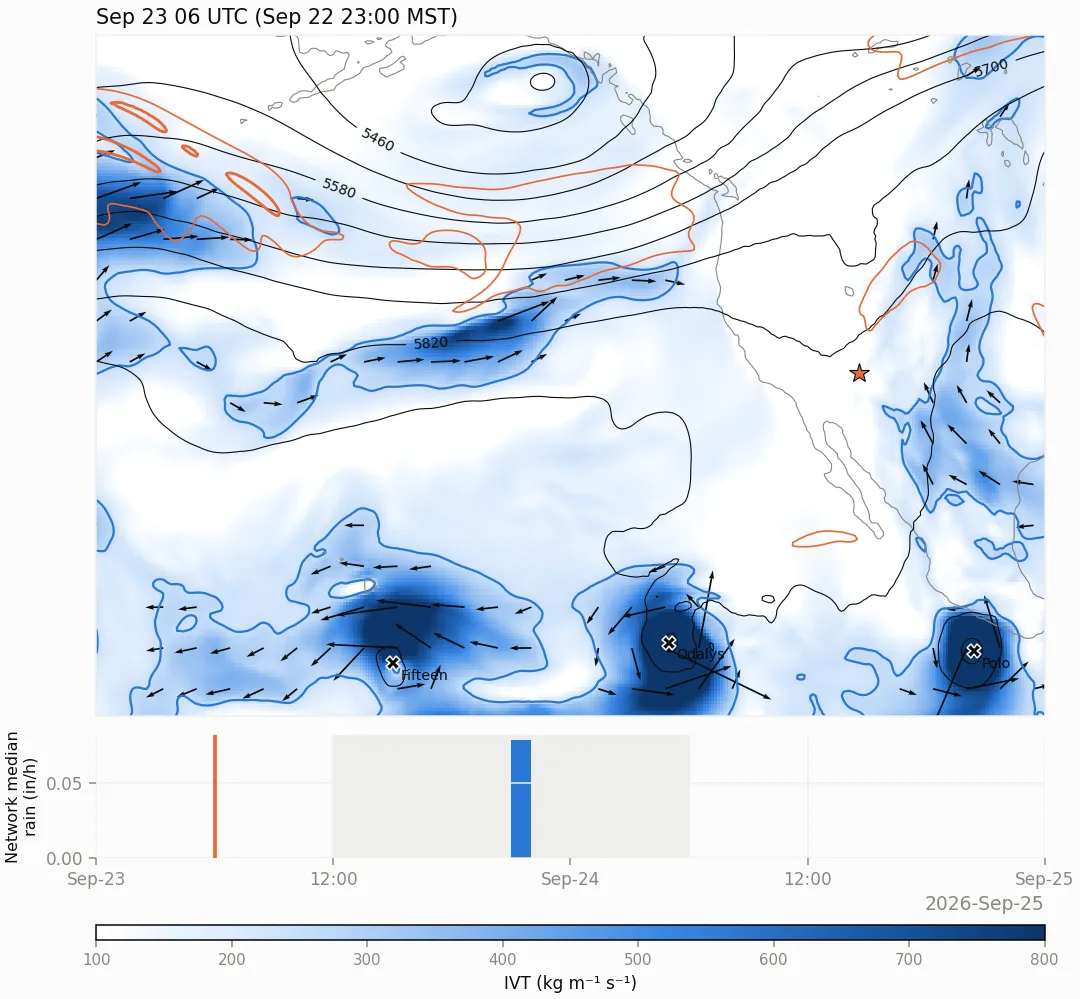 Sep 23 06 UTC (Sep 22 23:00 MST)
5700
5460
5580
5820
Fifteen
Odalys
Polo
Network median
rain (in/h)
0.05
0.00
Sep-23
12:00
Sep-24
12:00
Sep-25
2026-Sep-25
100
200
300
400
500
600
700
800
IVT (kg m⁻¹ s⁻¹)